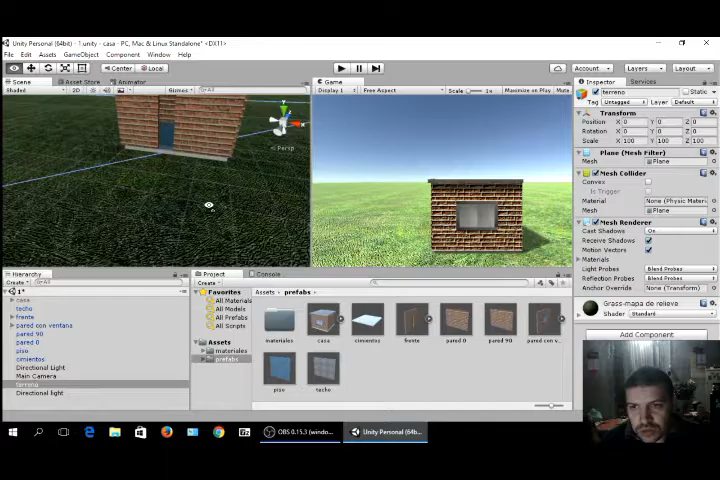 Unity Personal (64bit) - 1.unity - casa - PC, Mac & Linux Standalone* <DX11>
File Edit Assets GameObject Component Window Help
Center Local Account Layers Layout
Scene Asset Store Animator Game Inspector Services
Shaded 2D Gizmos All Display 1 Free Aspect Scale 1x Maximize on Play Mute
terreno Static
Tag Untagged Layer Default
Transform
Position X 0 Y 0 Z 0
Rotation X 0 Y 0 Z 0
Scale X 100 Y 100 Z 100
Plane (Mesh Filter)
Mesh Plane
Mesh Collider
Convex
Is Trigger
Material None (Physic Materi
Mesh Plane
Mesh Renderer
Cast Shadows On
Receive Shadows
Motion Vectors
Materials
Light Probes Blend Probes
Reflection Probes Blend Probes
Anchor Override None (Transform)
Grass-mapa de relieve
Shader Standard
Add Component
Persp
Hierarchy
Create All
1*
casa
techo
frente
pared con ventana
pared 90
pared 0
piso
cimientos
Directional Light
Main Camera
terreno
Directional light
Project Console
Create
Favorites
All Materials
All Models
All Prefabs
All Scripts
Assets
materiales
prefabs
Assets prefabs
materiales casa cimientos frente pared 0 pared 90 pared con v...
piso techo
OBS 0.15.3 (windo... Unity Personal (64b...